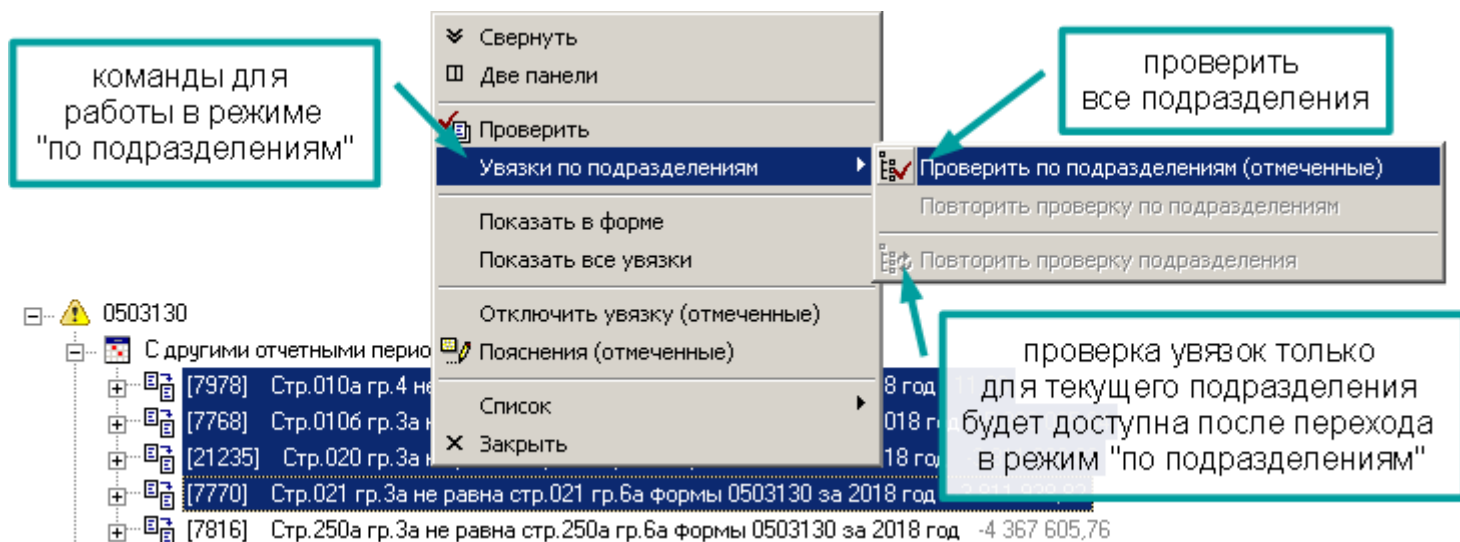 команды для
работы в режиме
"по подразделениям"
Свернуть
Две панели
Проверить
Увязки по подразделениям
Показать в форме
Показать все увязки
Отключить увязку (отмеченные)
Пояснения (отмеченные)
Список
Закрыть
проверить
все подразделения
Проверить по подразделениям (отмеченные)
Повторить проверку по подразделениям
Повторить проверку подразделения
проверка увязок только
для текущего подразделения
будет доступна после перехода
в режим "по подразделениям"
0503130
С другими отчетными перио
[7978] Стр.010а гр.4 не 8 год
[7768] Стр.010б гр.3а н 018 г
[21235] Стр.020 гр.3а н 18 год
[7770] Стр.021 гр.3а не равна стр.021 гр.6а формы 0503130 за 2018 год
[7816] Стр.250а гр.3а не равна стр.250а гр.6а формы 0503130 за 2018 год -4 367 605,76